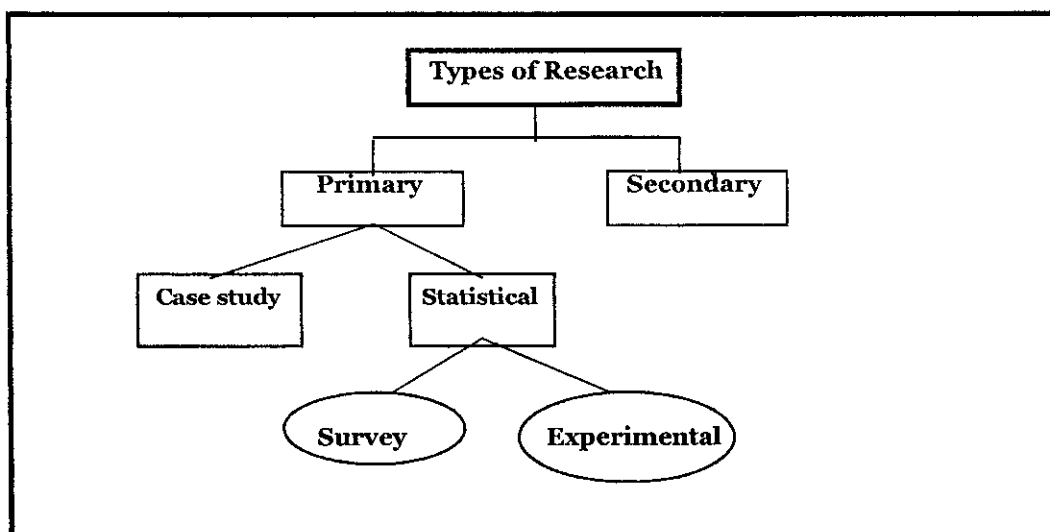 Types of Research
Primary
Secondary
Case study
Statistical
Survey
Experimental